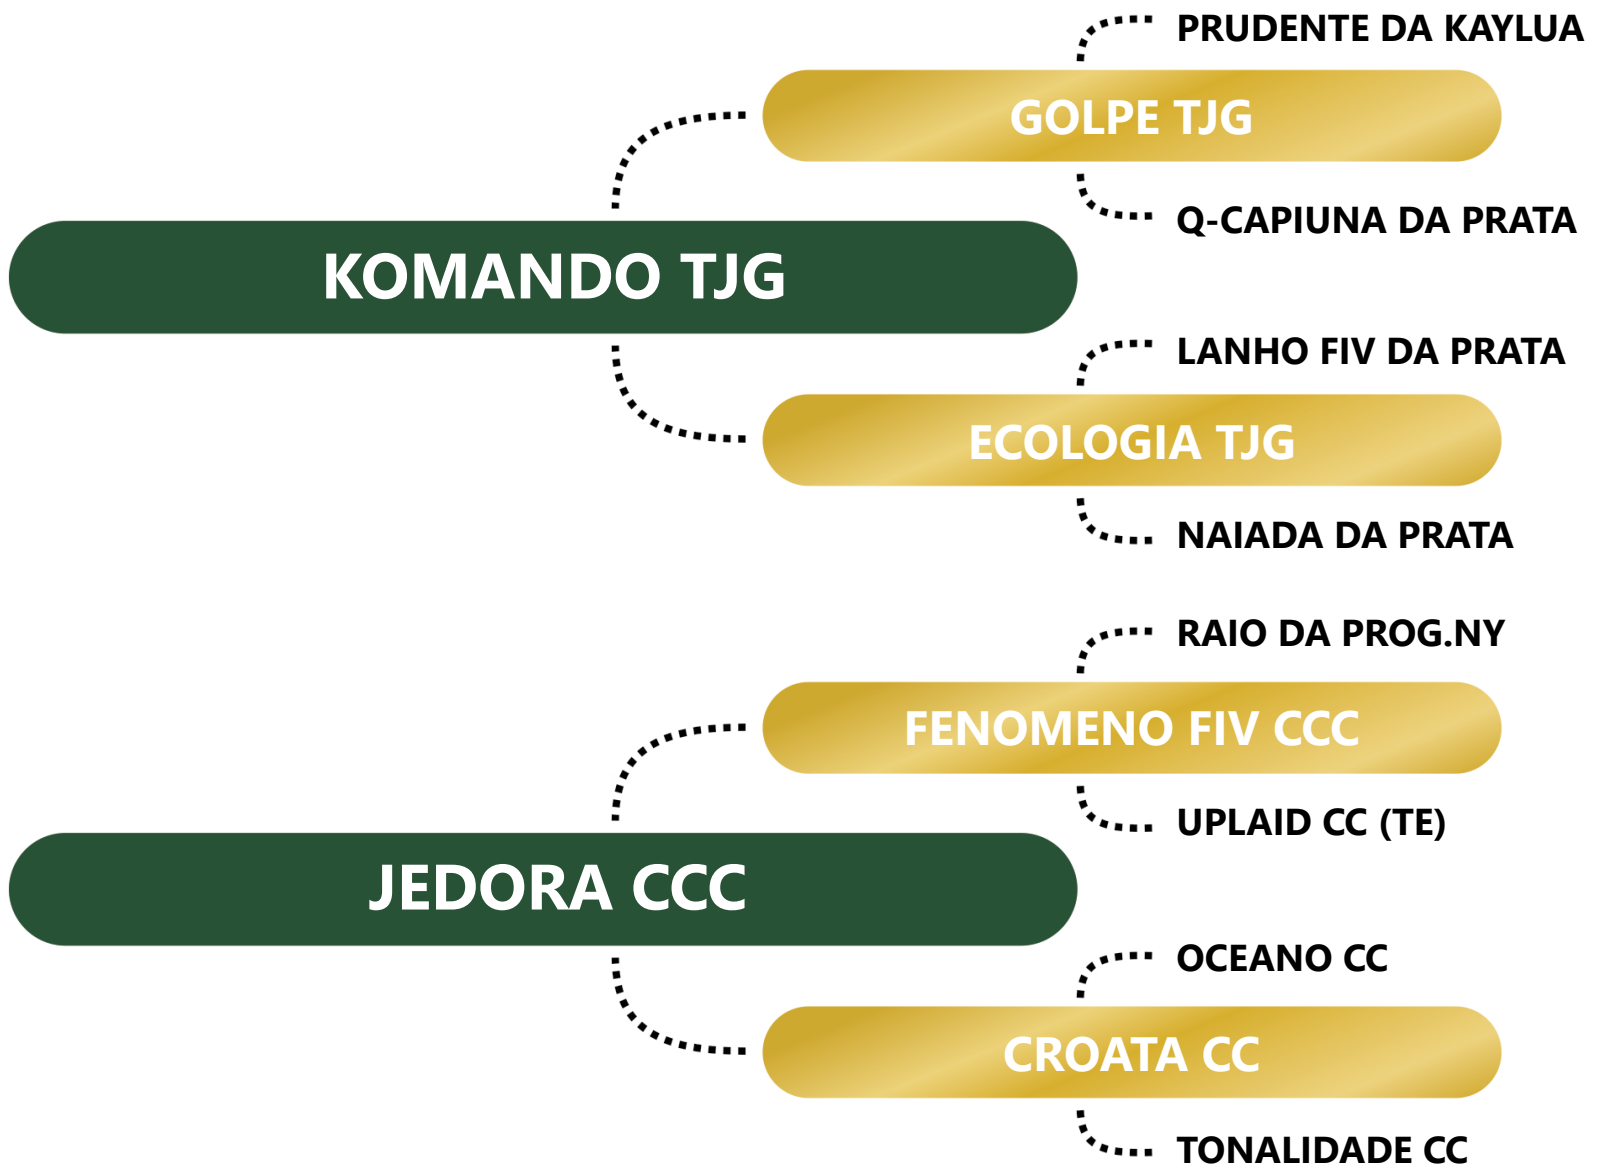 PRUDENTE DA KAYLUA
GOLPE TJG
Q-CAPIUNA DA PRATA
KOMANDO TJG
LANHO FIV DA PRATA
ECOLOGIA TJG
NAIADA DA PRATA
RAIO DA PROG.NY
FENOMENO FIV CCC
UPLAID CC (TE)
JEDORA CCC
OCEANO CC
CROATA CC
TONALIDADE CC